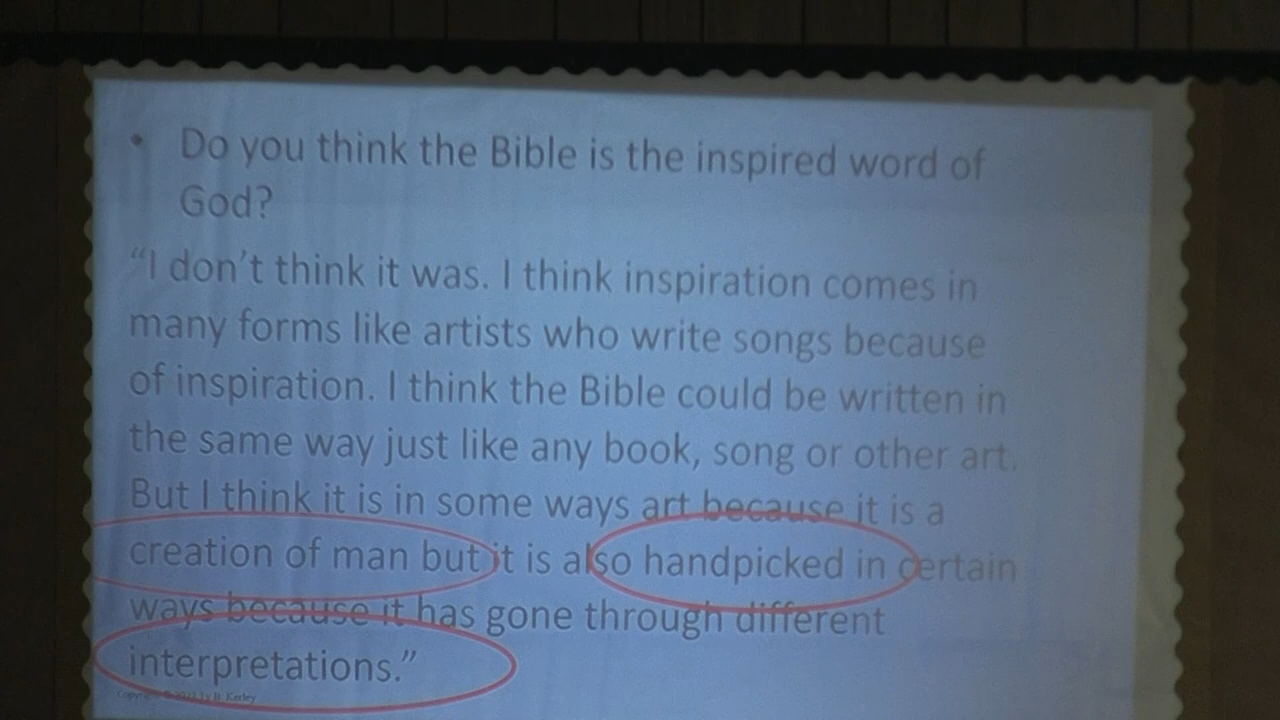 • Do you think the Bible is the inspired word of
God?
“I don’t think it was. I think inspiration comes in
many forms like artists who write songs because
of inspiration. I think the Bible could be written in
the same way just like any book, song or other art.
But I think it is in some ways art because it is a
creation of man but it is also handpicked in certain
ways because it has gone through different
interpretations.”